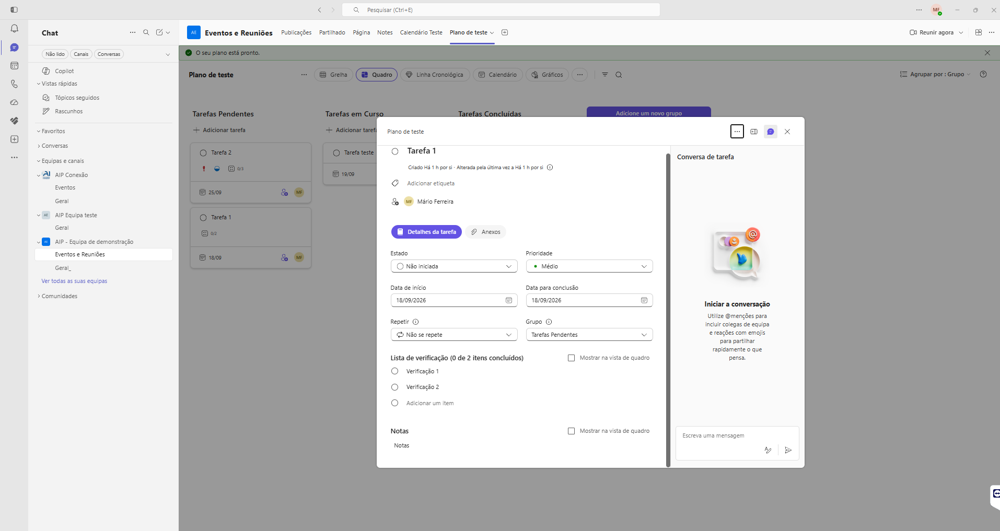 Pesquisar (Ctrl+E)
MF
Chat
Não lido
Canais
Conversas
Copilot
Vistas rápidas
Tópicos seguidos
Rascunhos
Favoritos
Conversas
Equipas e canais
AIP Conexão
Eventos
Geral
AE
AIP Equipa teste
Geral
AE
AIP - Equipa de demonstração
Eventos e Reuniões
Geral_
Ver todas as suas equipas
Comunidades
AE
Eventos e Reuniões
Publicações
Partilhado
Página
Notes
Calendário Teste
Plano de teste
Reunir agora
O seu plano está pronto.
Plano de teste
Grelha
Quadro
Linha Cronológica
Calendário
Gráficos
Agrupar por : Grupo
Tarefas Pendentes
Adicionar tarefa
Tarefa 2
0/3
25/09
MF
Tarefa 1
0/2
18/09
MF
Tarefas em Curso
Adicionar tarefa
Tarefa teste
19/09
Tarefas Concluídas
Adicione um novo grupo
Plano de teste
Tarefa 1
Criado Há 1 h por si · Alterada pela última vez a Há 1 h por si
Adicionar etiqueta
MF
Mário Ferreira
Detalhes da tarefa
Anexos
Estado
Prioridade
Não iniciada
Médio
Data de início
Data para conclusão
18/09/2026
18/09/2026
Repetir
Grupo
Não se repete
Tarefas Pendentes
Lista de verificação (0 de 2 itens concluídos)
Mostrar na vista de quadro
Verificação 1
Verificação 2
Adicionar um item
Notas
Mostrar na vista de quadro
Notas
Conversa de tarefa
Iniciar a conversação
Utilize @menções para
incluir colegas de equipa
e reações com emojis
para partilhar
rapidamente o que
pensa.
Escreva uma mensagem